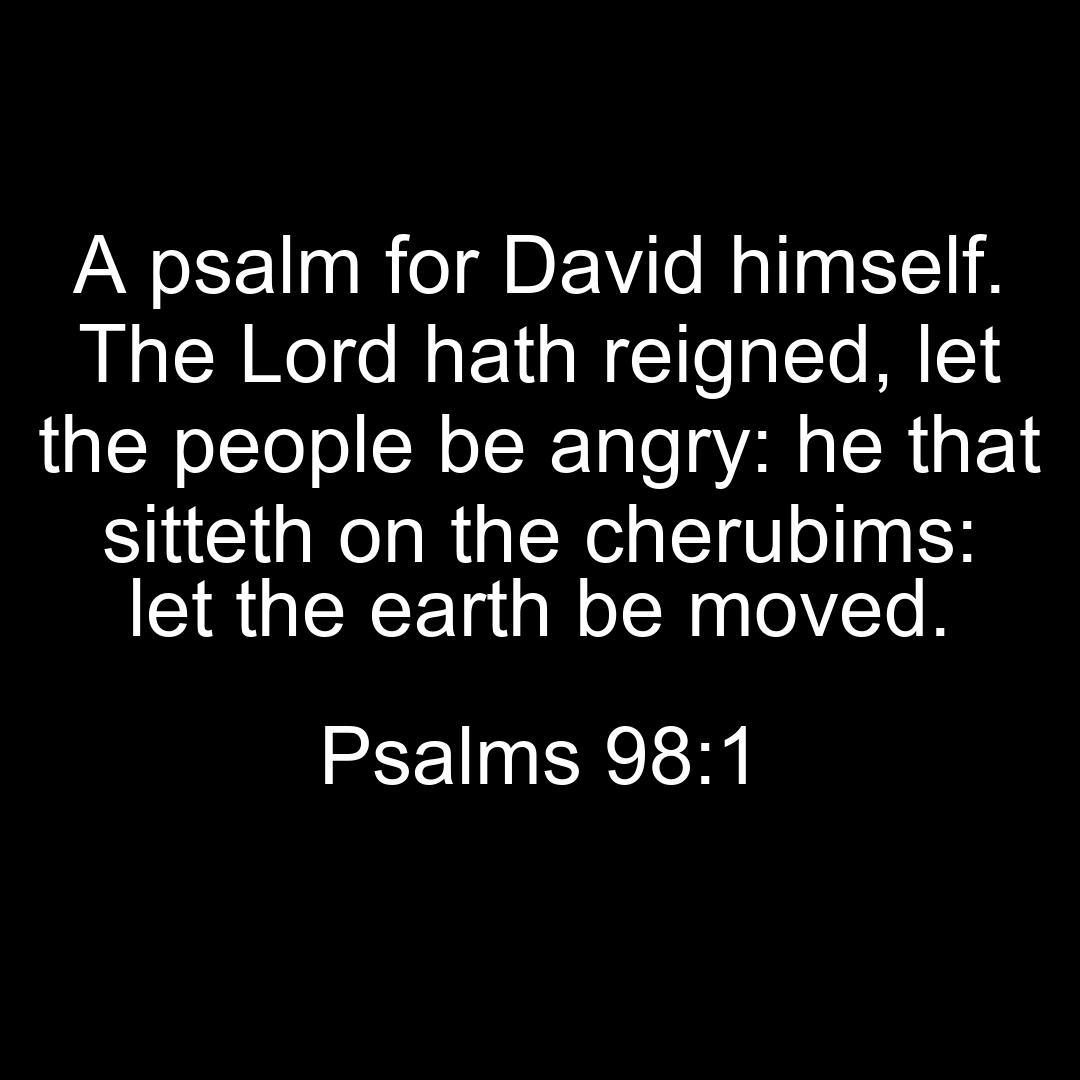 A psalm for David himself.
The Lord hath reigned, let
the people be angry: he that
sitteth on the cherubims:
let the earth be moved.
Psalms 98:1